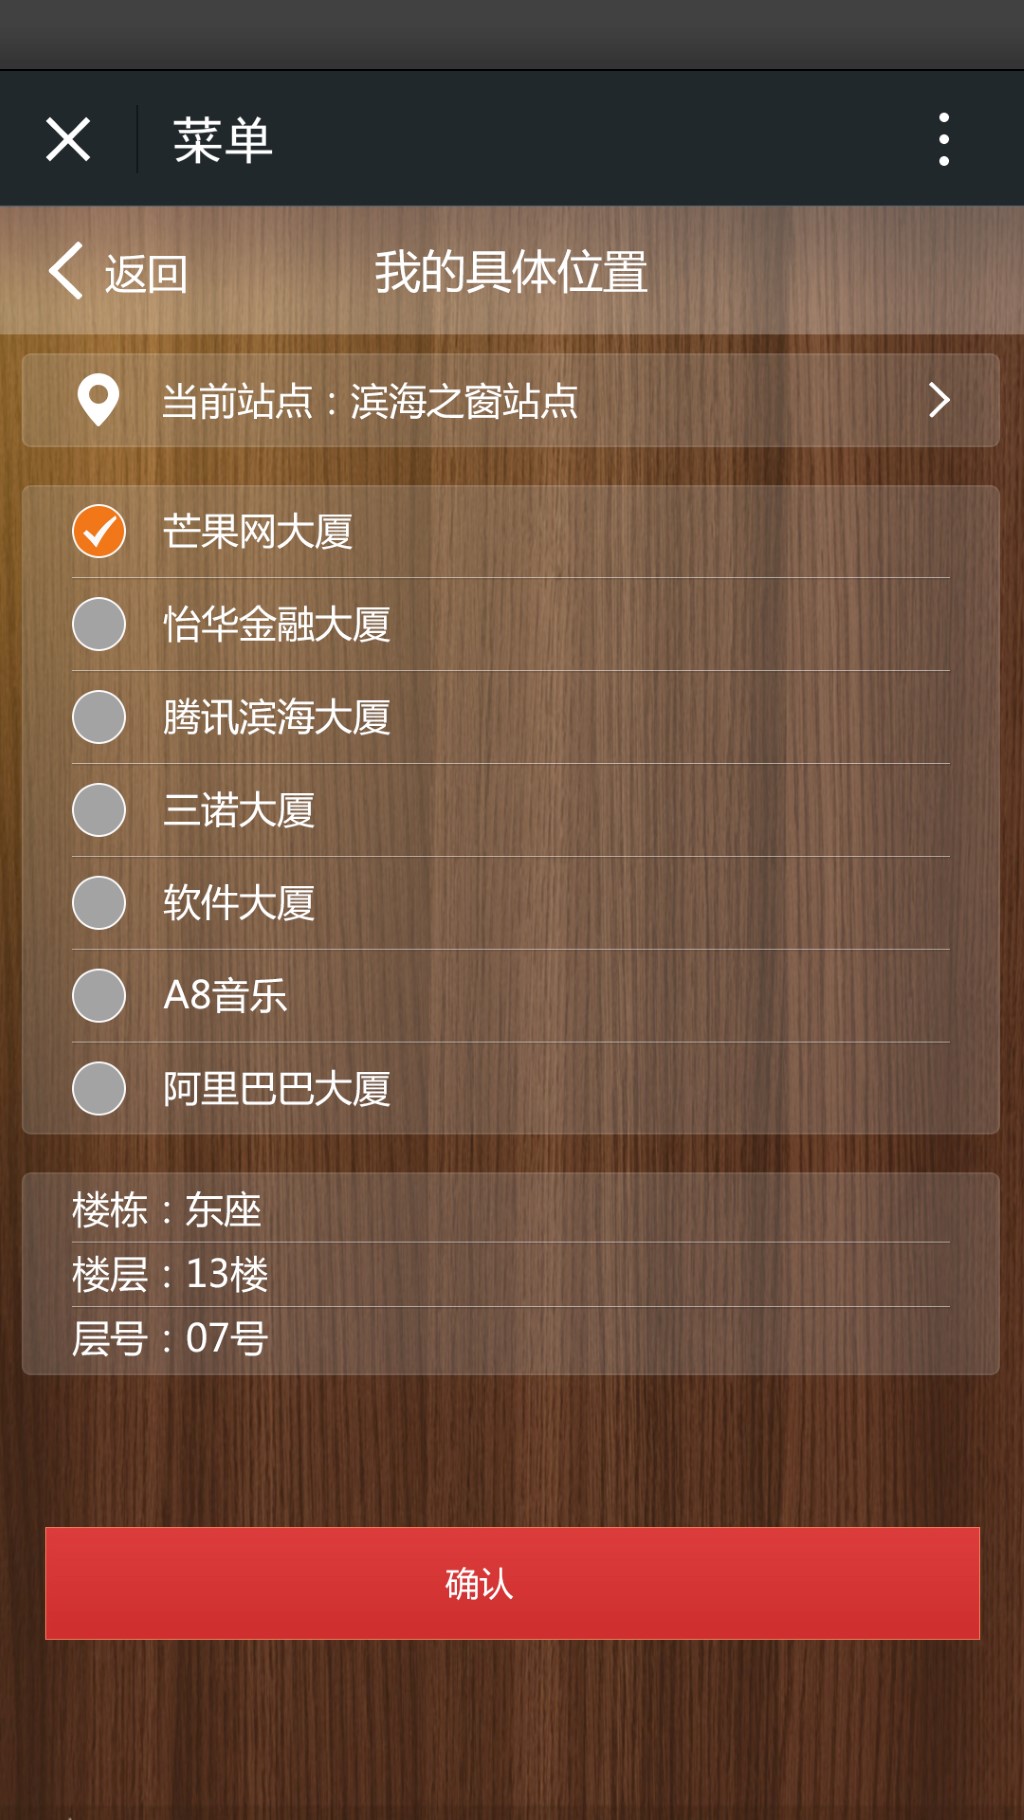 菜单
返回 我的具体位置
当前站点：滨海之窗站点
芒果网大厦
怡华金融大厦
腾讯滨海大厦
三诺大厦
软件大厦
A8音乐
阿里巴巴大厦
楼栋：东座
楼层：13楼
层号：07号
确认